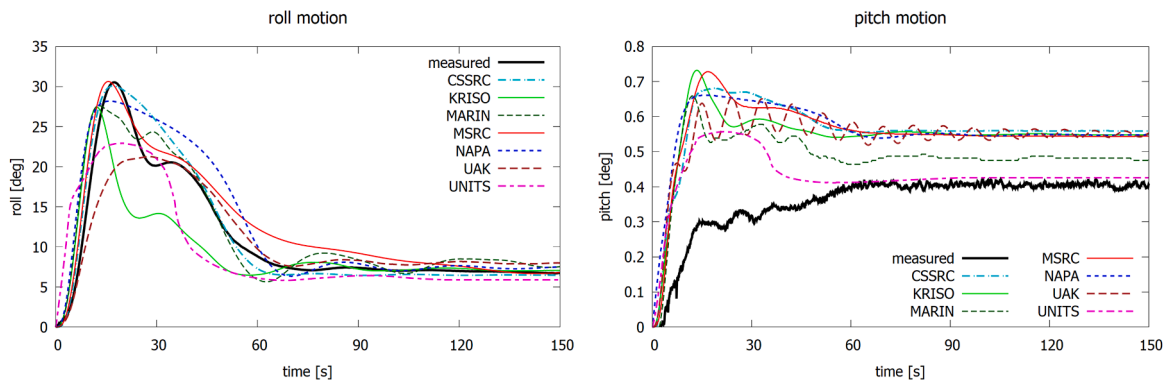 roll motion
35
30
25
20
15
10
5
0
roll [deg]
0 30 60 90 120 150
time [s]
measured
CSSRC
KRISO
MARIN
MSRC
NAPA
UAK
UNITS
pitch motion
0.8
0.7
0.6
0.5
0.4
0.3
0.2
0.1
0
pitch [deg]
0 30 60 90 120 150
time [s]
measured MSRC
CSSRC NAPA
KRISO UAK
MARIN UNITS